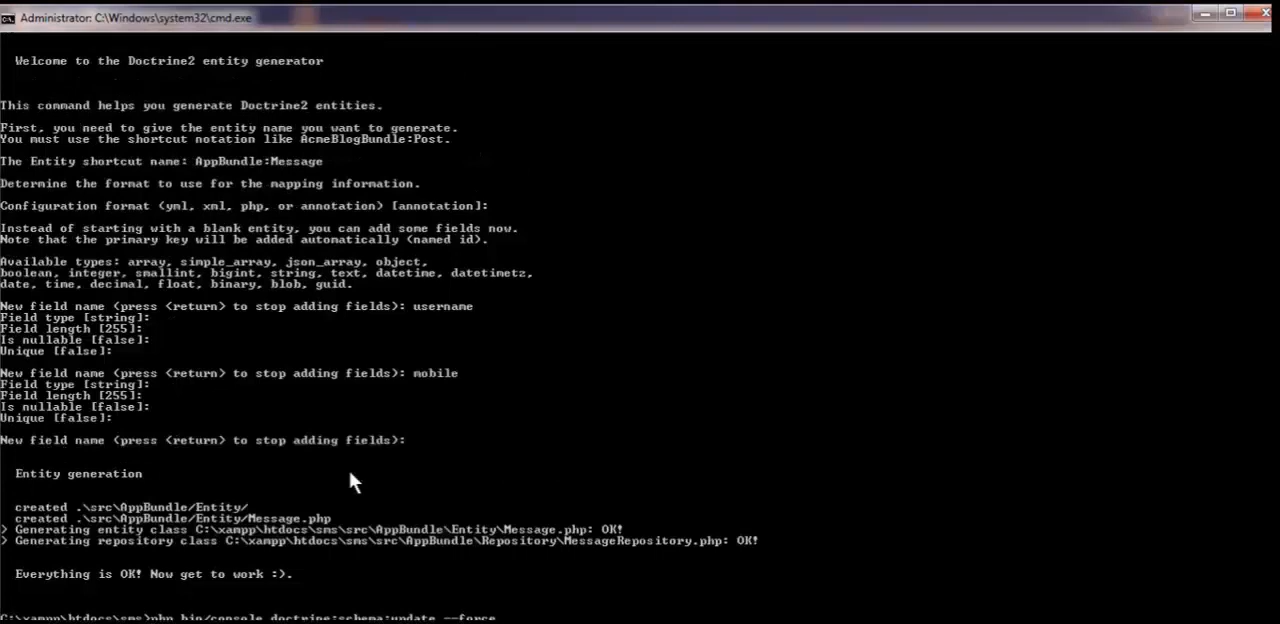 Administrator: C:\Windows\system32\cmd.exe
Welcome to the Doctrine2 entity generator
This command helps you generate Doctrine2 entities.
First, you need to give the entity name you want to generate.
You must use the shortcut notation like AcmeBlogBundle:Post.
The Entity shortcut name: AppBundle:Message
Determine the format to use for the mapping information.
Configuration format (yml, xml, php, or annotation) [annotation]:
Instead of starting with a blank entity, you can add some fields now.
Note that the primary key will be added automatically (named id).
Available types: array, simple_array, json_array, object,
boolean, integer, smallint, bigint, string, text, datetime, datetimetz,
date, time, decimal, float, binary, blob, guid.
New field name (press <return> to stop adding fields): username
Field type [string]:
Field length [255]:
Is nullable [false]:
Unique [false]:
New field name (press <return> to stop adding fields): mobile
Field type [string]:
Field length [255]:
Is nullable [false]:
Unique [false]:
New field name (press <return> to stop adding fields):
Entity generation
created .\src\AppBundle/Entity/
created .\src\AppBundle/Entity/Message.php
> Generating entity class C:\xampp\htdocs\sms\src\AppBundle\Entity\Message.php: OK!
> Generating repository class C:\xampp\htdocs\sms\src\AppBundle\Repository\MessageRepository.php: OK!
Everything is OK! Now get to work :).
C:\xampp\htdocs\sms>php bin/console doctrine:schema:update --force